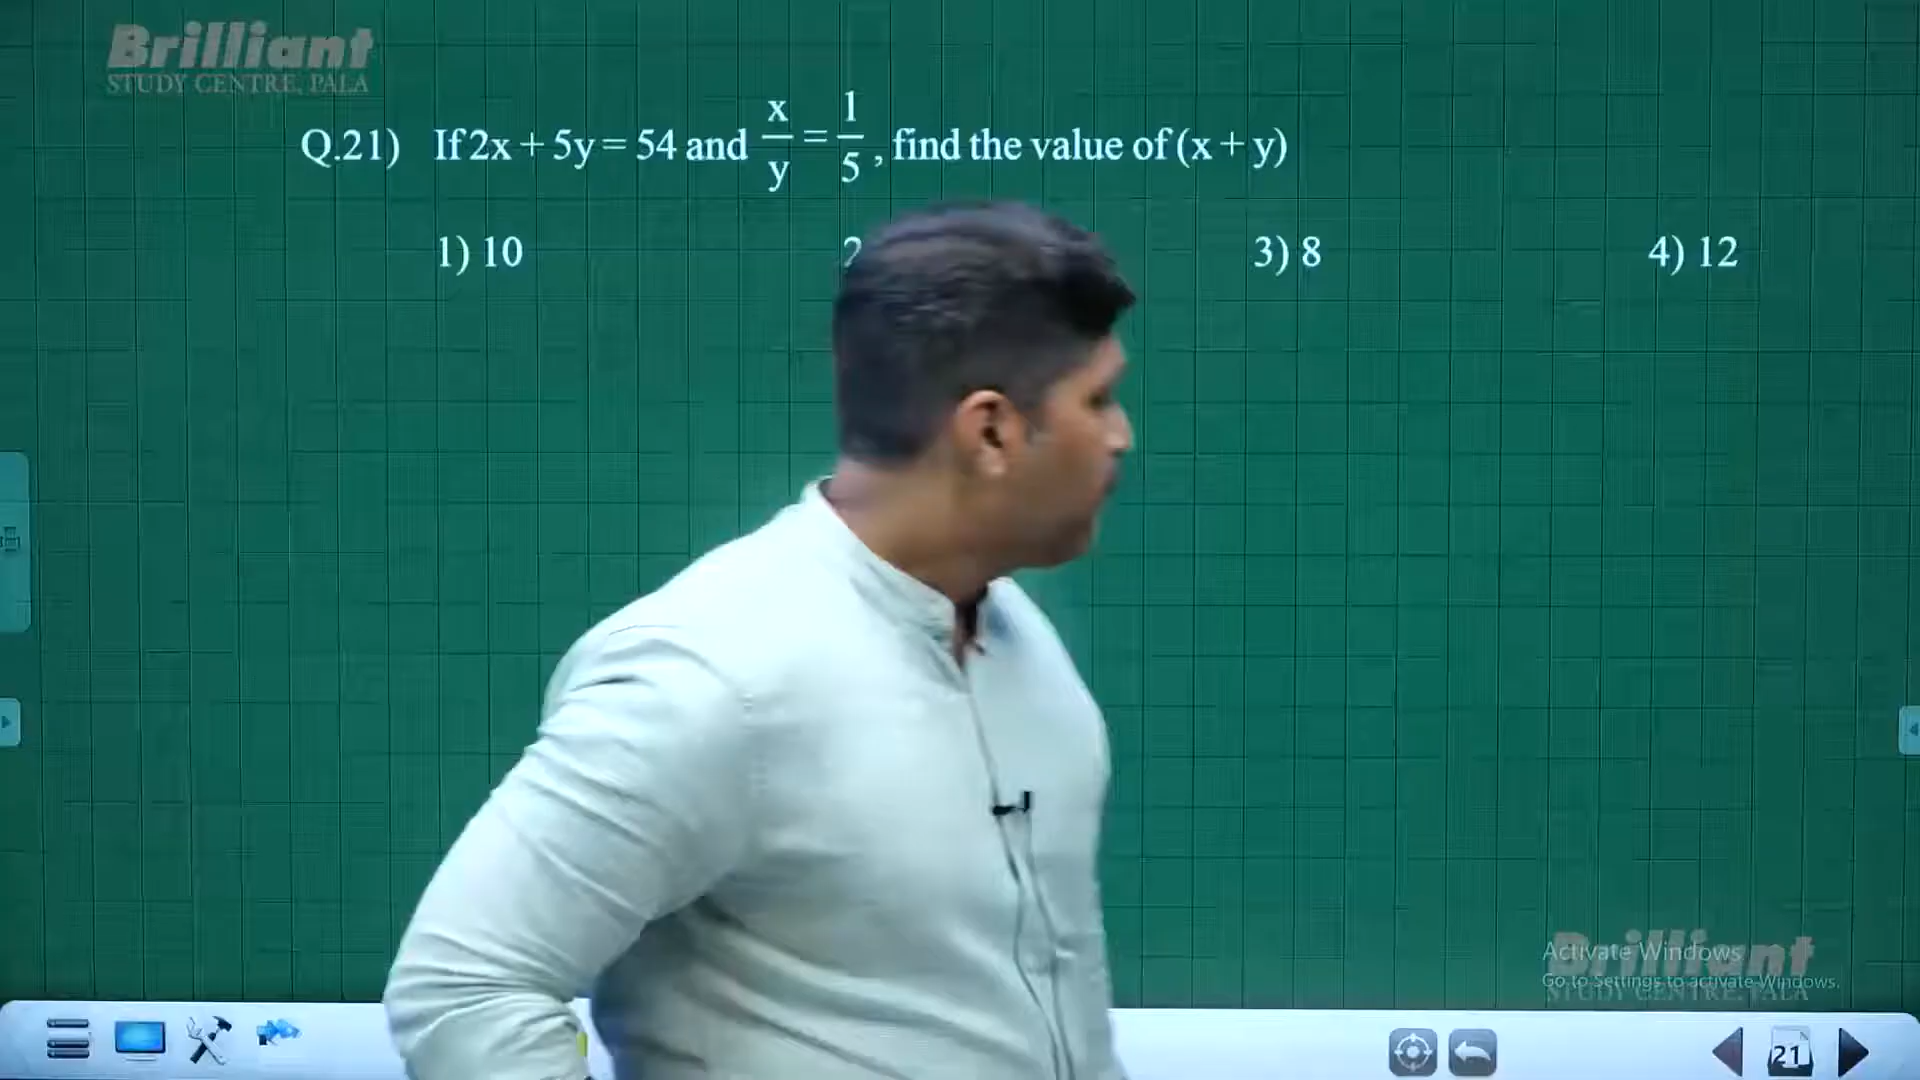 Brilliant
STUDY CENTRE, PALA
Q.21) If 2x + 5y = 54 and x/y = 1/5, find the value of (x + y)
1) 10
3) 8
4) 12
Brilliant
STUDY CENTRE, PALA
Activate Windows
Go to Settings to activate Windows.
21